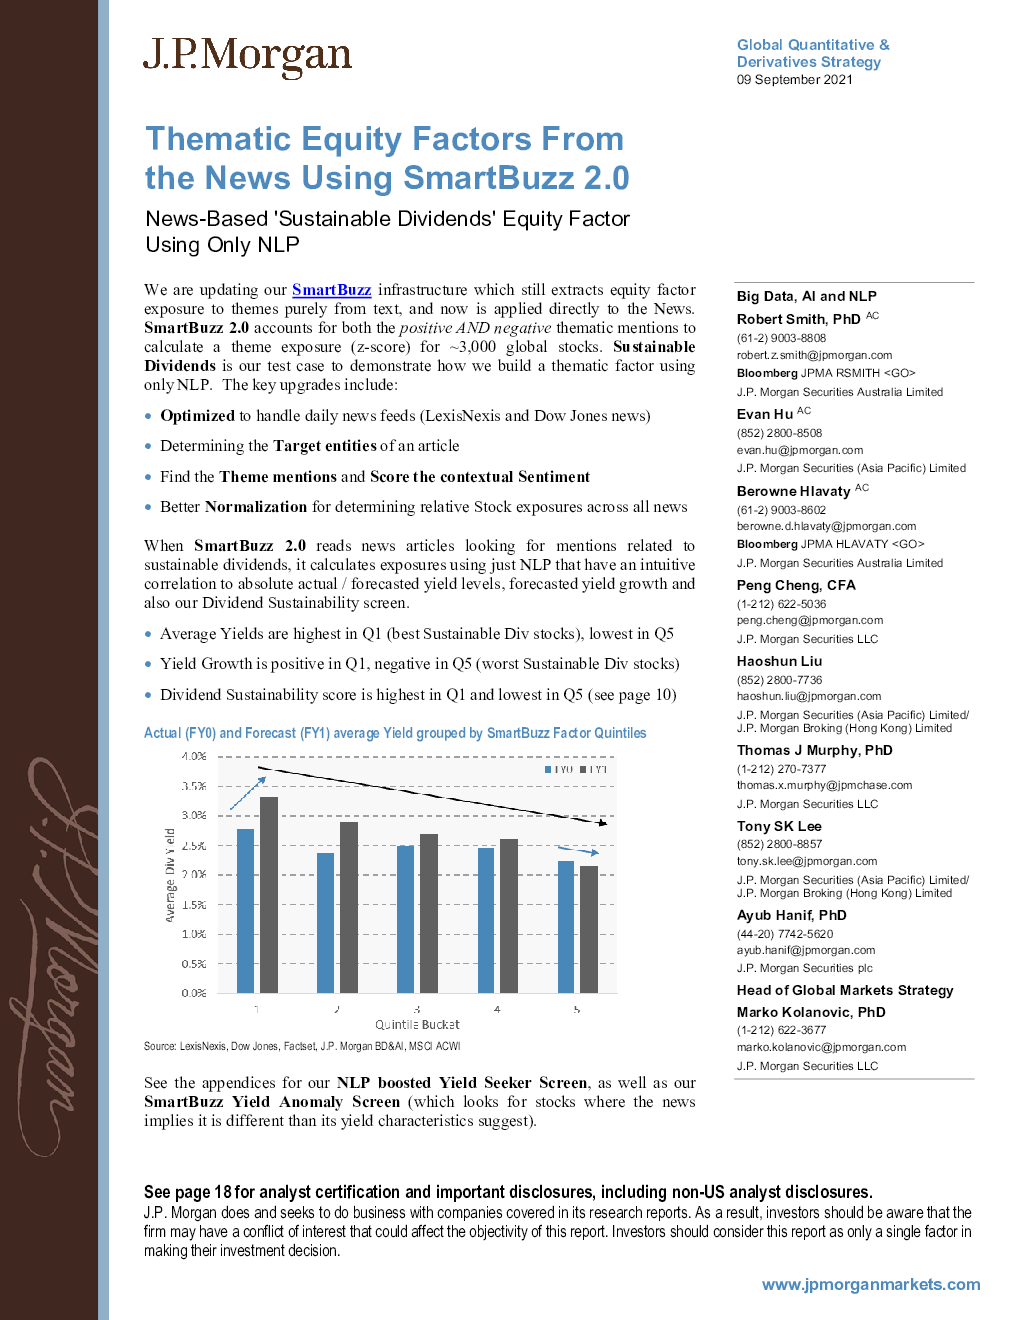 J.P.Morgan
Global Quantitative &
Derivatives Strategy
09 September 2021
Thematic Equity Factors From
the News Using SmartBuzz 2.0
News-Based 'Sustainable Dividends' Equity Factor
Using Only NLP
We are updating our SmartBuzz infrastructure which still extracts equity factor
exposure to themes purely from text, and now is applied directly to the News.
SmartBuzz 2.0 accounts for both the positive AND negative thematic mentions to
calculate a theme exposure (z-score) for ~3,000 global stocks. Sustainable
Dividends is our test case to demonstrate how we build a thematic factor using
only NLP. The key upgrades include:
• Optimized to handle daily news feeds (LexisNexis and Dow Jones news)
• Determining the Target entities of an article
• Find the Theme mentions and Score the contextual Sentiment
• Better Normalization for determining relative Stock exposures across all news
When SmartBuzz 2.0 reads news articles looking for mentions related to
sustainable dividends, it calculates exposures using just NLP that have an intuitive
correlation to absolute actual / forecasted yield levels, forecasted yield growth and
also our Dividend Sustainability screen.
• Average Yields are highest in Q1 (best Sustainable Div stocks), lowest in Q5
• Yield Growth is positive in Q1, negative in Q5 (worst Sustainable Div stocks)
• Dividend Sustainability score is highest in Q1 and lowest in Q5 (see page 10)
Actual (FY0) and Forecast (FY1) average Yield grouped by SmartBuzz Factor Quintiles
4.0%
3.5%
3.0%
2.5%
2.0%
1.5%
1.0%
0.5%
0.0%
Average Div Yield
FY0 FY1
1 2 3 4 5
Quintile Bucket
Source: LexisNexis, Dow Jones, Factset, J.P. Morgan BD&AI, MSCI ACWI
See the appendices for our NLP boosted Yield Seeker Screen, as well as our
SmartBuzz Yield Anomaly Screen (which looks for stocks where the news
implies it is different than its yield characteristics suggest).
Big Data, AI and NLP
Robert Smith, PhD AC
(61-2) 9003-8808
robert.z.smith@jpmorgan.com
Bloomberg JPMA RSMITH <GO>
J.P. Morgan Securities Australia Limited
Evan Hu AC
(852) 2800-8508
evan.hu@jpmorgan.com
J.P. Morgan Securities (Asia Pacific) Limited
Berowne Hlavaty AC
(61-2) 9003-8602
berowne.d.hlavaty@jpmorgan.com
Bloomberg JPMA HLAVATY <GO>
J.P. Morgan Securities Australia Limited
Peng Cheng, CFA
(1-212) 622-5036
peng.cheng@jpmorgan.com
J.P. Morgan Securities LLC
Haoshun Liu
(852) 2800-7736
haoshun.liu@jpmorgan.com
J.P. Morgan Securities (Asia Pacific) Limited/
J.P. Morgan Broking (Hong Kong) Limited
Thomas J Murphy, PhD
(1-212) 270-7377
thomas.x.murphy@jpmchase.com
J.P. Morgan Securities LLC
Tony SK Lee
(852) 2800-8857
tony.sk.lee@jpmorgan.com
J.P. Morgan Securities (Asia Pacific) Limited/
J.P. Morgan Broking (Hong Kong) Limited
Ayub Hanif, PhD
(44-20) 7742-5620
ayub.hanif@jpmorgan.com
J.P. Morgan Securities plc
Head of Global Markets Strategy
Marko Kolanovic, PhD
(1-212) 622-3677
marko.kolanovic@jpmorgan.com
J.P. Morgan Securities LLC
J.P. Morgan
See page 18 for analyst certification and important disclosures, including non-US analyst disclosures.
J.P. Morgan does and seeks to do business with companies covered in its research reports. As a result, investors should be aware that the
firm may have a conflict of interest that could affect the objectivity of this report. Investors should consider this report as only a single factor in
making their investment decision.
www.jpmorganmarkets.com